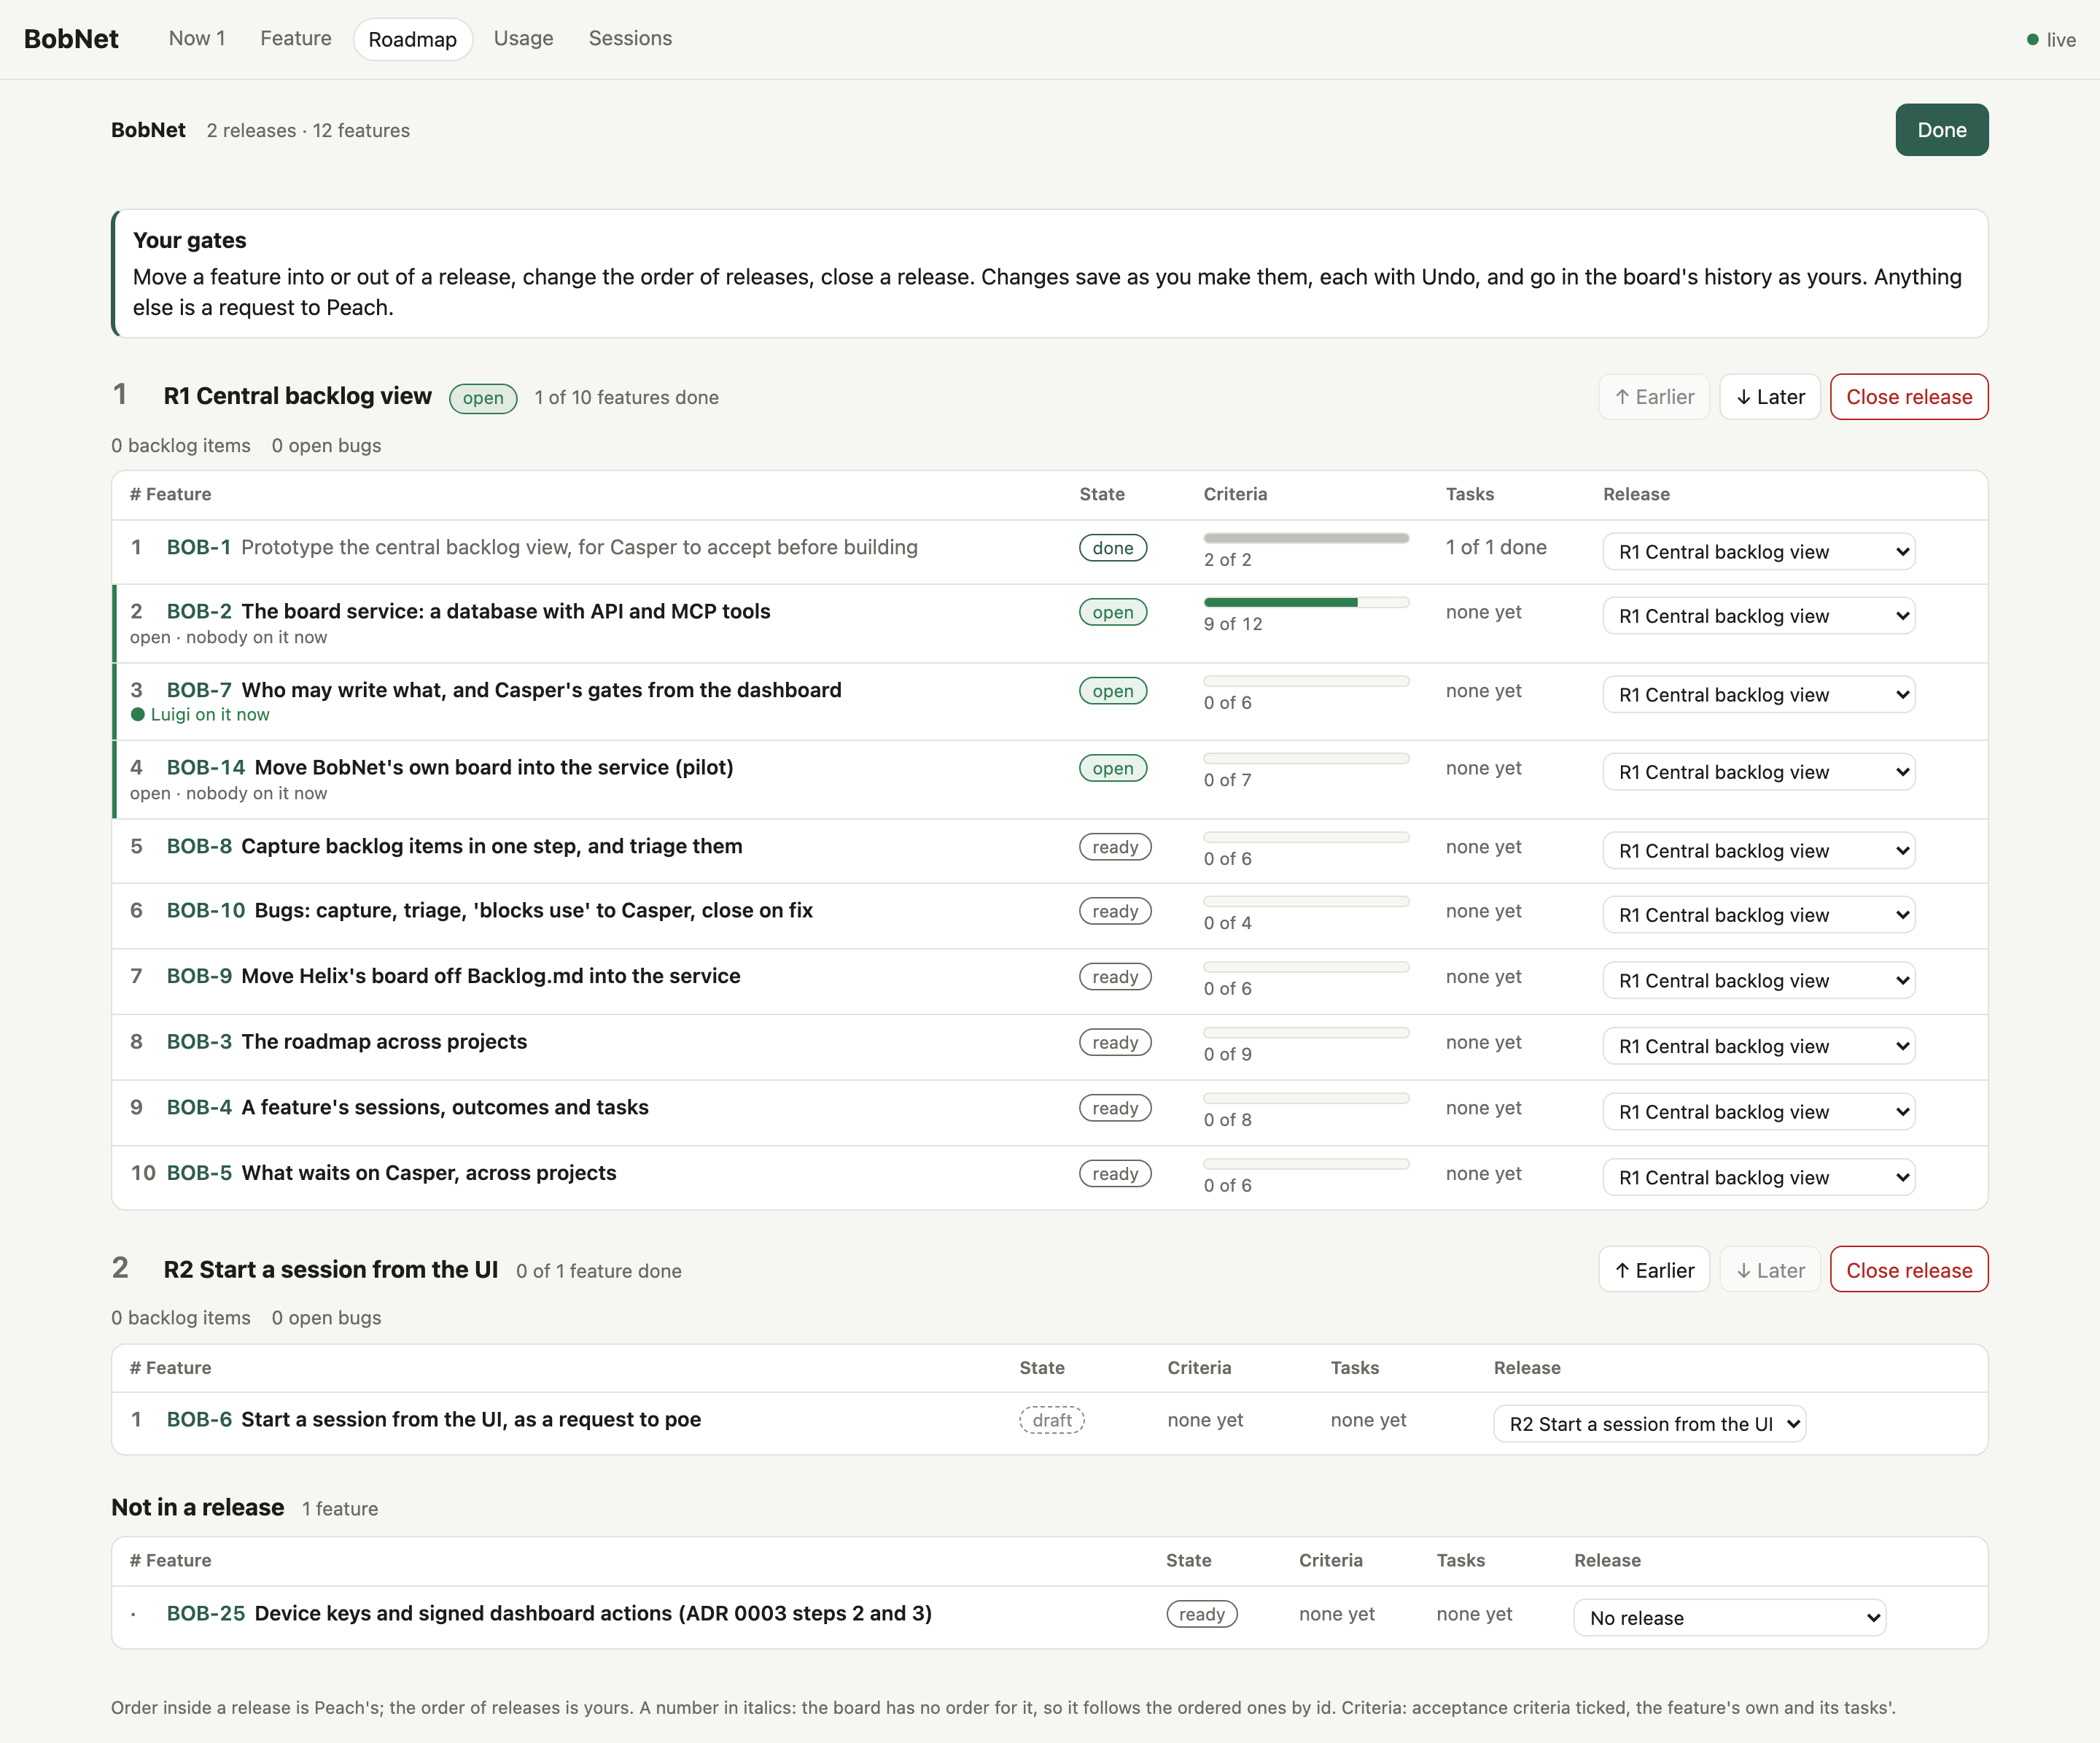 BobNet Now 1 Feature Roadmap Usage Sessions live
BobNet 2 releases · 12 features Done
Your gates
Move a feature into or out of a release, change the order of releases, close a release. Changes save as you make them, each with Undo, and go in the board's history as yours. Anything
else is a request to Peach.
1 R1 Central backlog view open 1 of 10 features done ↑ Earlier ↓ Later Close release
0 backlog items 0 open bugs
# Feature State Criteria Tasks Release
1 BOB-1 Prototype the central backlog view, for Casper to accept before building done 2 of 2 1 of 1 done R1 Central backlog view
2 BOB-2 The board service: a database with API and MCP tools open 9 of 12 none yet R1 Central backlog view
open · nobody on it now
3 BOB-7 Who may write what, and Casper's gates from the dashboard open 0 of 6 none yet R1 Central backlog view
Luigi on it now
4 BOB-14 Move BobNet's own board into the service (pilot) open 0 of 7 none yet R1 Central backlog view
open · nobody on it now
5 BOB-8 Capture backlog items in one step, and triage them ready 0 of 6 none yet R1 Central backlog view
6 BOB-10 Bugs: capture, triage, 'blocks use' to Casper, close on fix ready 0 of 4 none yet R1 Central backlog view
7 BOB-9 Move Helix's board off Backlog.md into the service ready 0 of 6 none yet R1 Central backlog view
8 BOB-3 The roadmap across projects ready 0 of 9 none yet R1 Central backlog view
9 BOB-4 A feature's sessions, outcomes and tasks ready 0 of 8 none yet R1 Central backlog view
10 BOB-5 What waits on Casper, across projects ready 0 of 6 none yet R1 Central backlog view
2 R2 Start a session from the UI 0 of 1 feature done ↑ Earlier ↓ Later Close release
0 backlog items 0 open bugs
# Feature State Criteria Tasks Release
1 BOB-6 Start a session from the UI, as a request to poe draft none yet none yet R2 Start a session from the UI
Not in a release 1 feature
# Feature State Criteria Tasks Release
· BOB-25 Device keys and signed dashboard actions (ADR 0003 steps 2 and 3) ready none yet none yet No release
Order inside a release is Peach's; the order of releases is yours. A number in italics: the board has no order for it, so it follows the ordered ones by id. Criteria: acceptance criteria ticked, the feature's own and its tasks'.